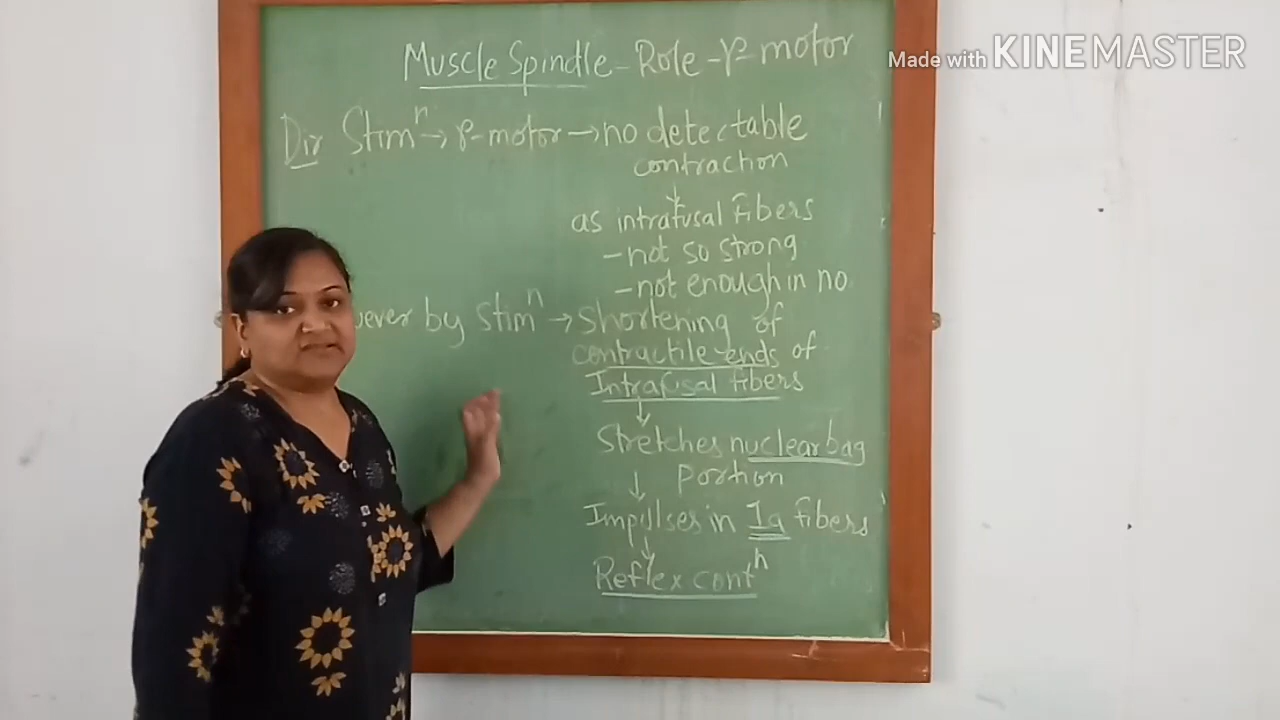 Muscle Spindle - Role - γ-motor
Made with KINEMASTER
Dir Stimⁿ → γ-motor → no detectable
contraction
↓
as intrafusal fibers
- not so strong
- not enough in no
wever by stimⁿ → shortening of
contractile ends of
Intrafusal fibers
↓
Stretches nuclear bag
↓ portion
Impulses in Ia fibers
↓
Reflex contⁿ